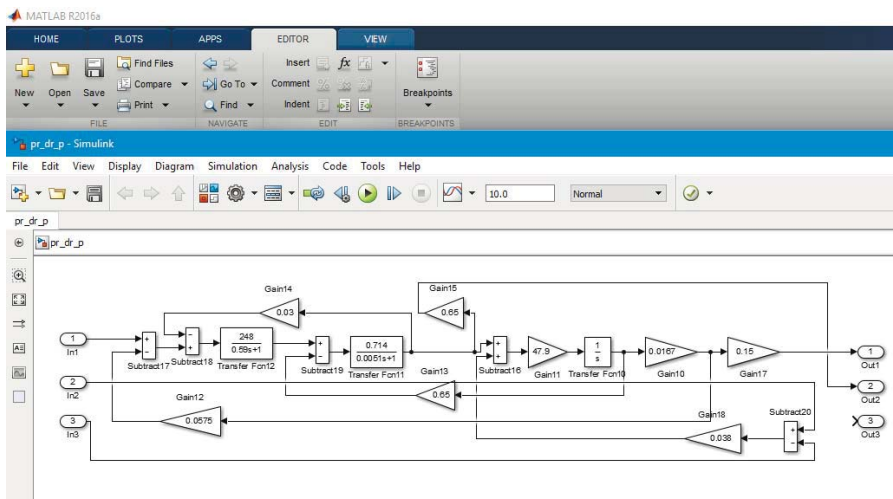 MATLAB R2016a
HOME PLOTS APPS EDITOR VIEW
New Open Save
Find Files
Compare
Print
Go To
Find
Insert fx
Comment
Indent
Breakpoints
FILE NAVIGATE EDIT BREAKPOINTS
pr_dr_p - Simulink
File Edit View Display Diagram Simulation Analysis Code Tools Help
10.0 Normal
pr_dr_p
pr_dr_p
Gain14 Gain15
0.03 0.65
1 In1
+ − Subtract17
− + Subtract18
248
0.59s+1
Transfer Fcn12
+ − Subtract19
0.714
0.0051s+1
Transfer Fcn11
+ + Subtract16
47.9 Gain11
1
s
Transfer Fcn10
0.0167 Gain10
0.15 Gain17
1 Out1
2 In2
Gain13
0.65
2 Out2
Gain12
0.0575
Gain18
0.038
Subtract20
+ −
3 In3
3 Out3